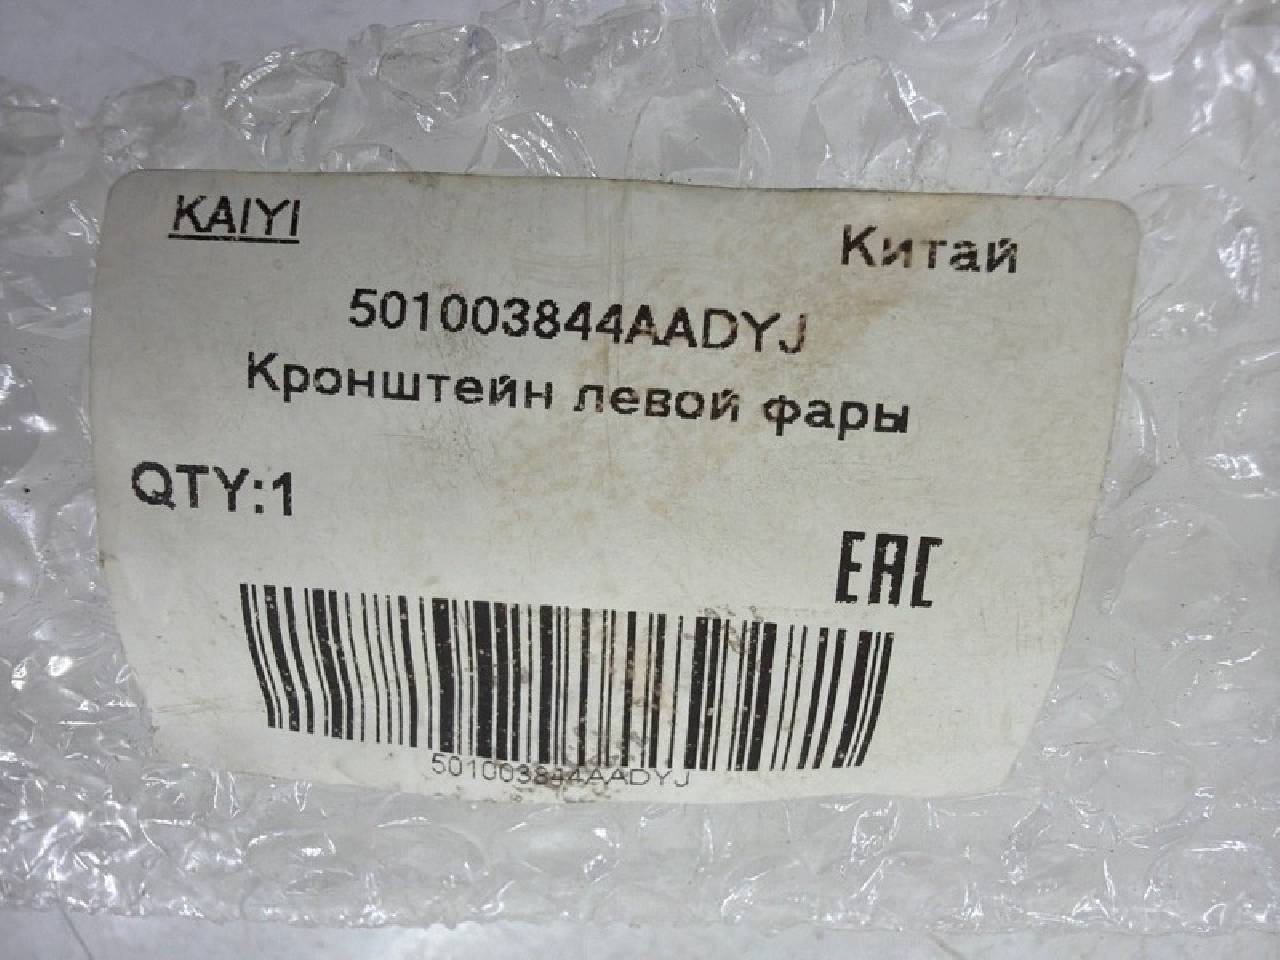 KAIYI
Китай
501003844AADYJ
Кронштейн левой фары
QTY:1
EAC
501003844AADYJ